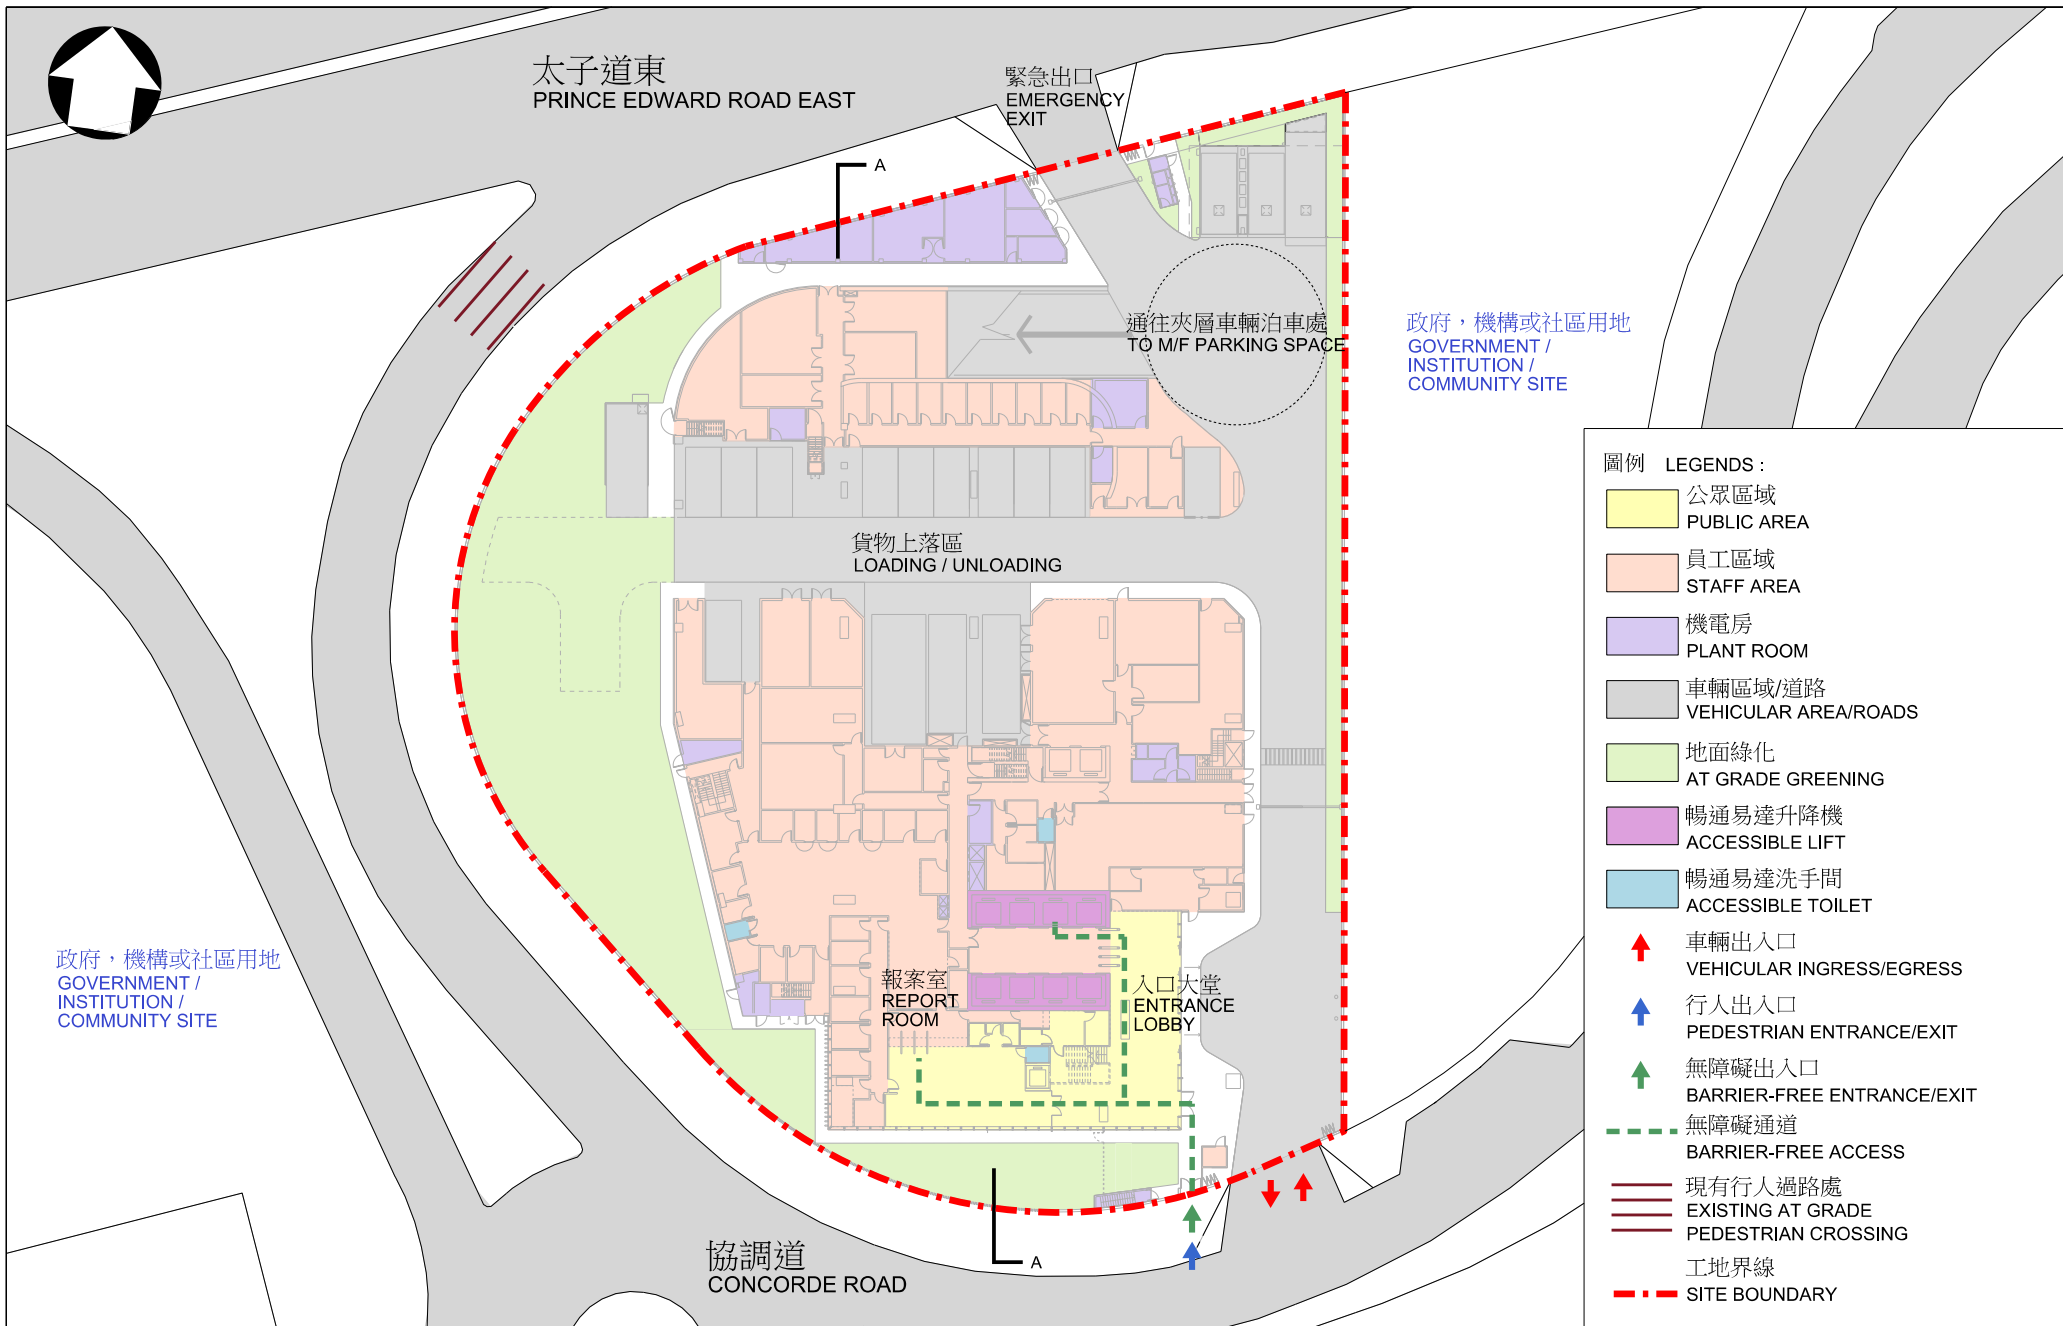 太子道東
PRINCE EDWARD ROAD EAST
緊急出口
EMERGENCY
EXIT
A
通往夾層車輛泊車處
TO M/F PARKING SPACE
政府，機構或社區用地
GOVERNMENT /
INSTITUTION /
COMMUNITY SITE
貨物上落區
LOADING / UNLOADING
政府，機構或社區用地
GOVERNMENT /
INSTITUTION /
COMMUNITY SITE
報案室
REPORT
ROOM
入口大堂
ENTRANCE
LOBBY
A
協調道
CONCORDE ROAD
圖例 LEGENDS :
公眾區域
PUBLIC AREA
員工區域
STAFF AREA
機電房
PLANT ROOM
車輛區域/道路
VEHICULAR AREA/ROADS
地面綠化
AT GRADE GREENING
暢通易達升降機
ACCESSIBLE LIFT
暢通易達洗手間
ACCESSIBLE TOILET
車輛出入口
VEHICULAR INGRESS/EGRESS
行人出入口
PEDESTRIAN ENTRANCE/EXIT
無障礙出入口
BARRIER-FREE ENTRANCE/EXIT
無障礙通道
BARRIER-FREE ACCESS
現有行人過路處
EXISTING AT GRADE
PEDESTRIAN CROSSING
工地界線
SITE BOUNDARY